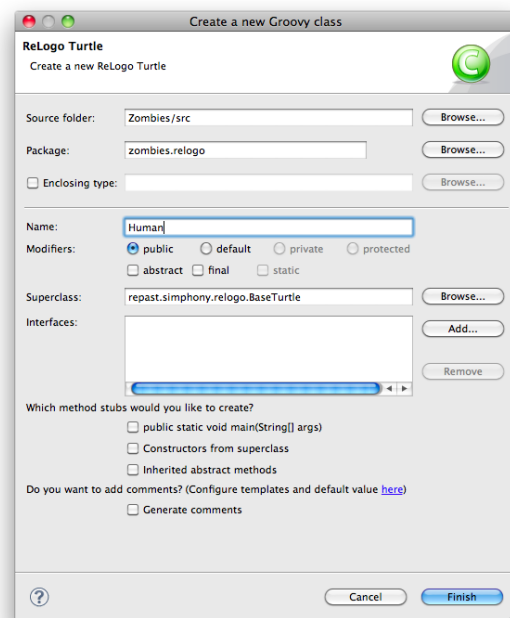 Create a new Groovy class
ReLogo Turtle
Create a new ReLogo Turtle
Source folder: Zombies/src Browse...
Package: zombies.relogo Browse...
Enclosing type: Browse...
Name: Human
Modifiers: public default private protected
abstract final static
Superclass: repast.simphony.relogo.BaseTurtle Browse...
Interfaces: Add...
Remove
Which method stubs would you like to create?
public static void main(String[] args)
Constructors from superclass
Inherited abstract methods
Do you want to add comments? (Configure templates and default value here)
Generate comments
? Cancel Finish